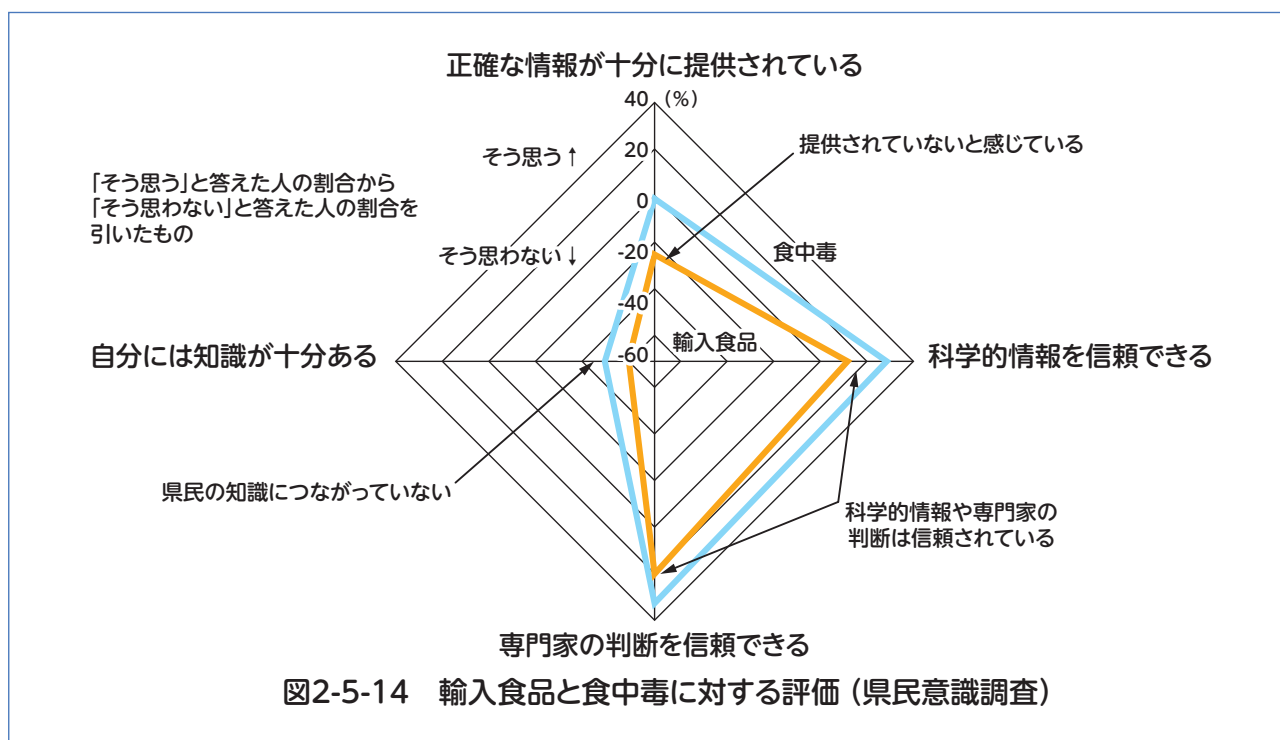 正確な情報が十分に提供されている
40 (%)
提供されていないと感じている
そう思う↑
20
「そう思う」と答えた人の割合から
「そう思わない」と答えた人の割合を
引いたもの
0
そう思わない↓
-20
食中毒
-40
輸入食品
自分には知識が十分ある
-60
科学的情報を信頼できる
県民の知識につながっていない
科学的情報や専門家の
判断は信頼されている
専門家の判断を信頼できる
図2-5-14 輸入食品と食中毒に対する評価(県民意識調査)